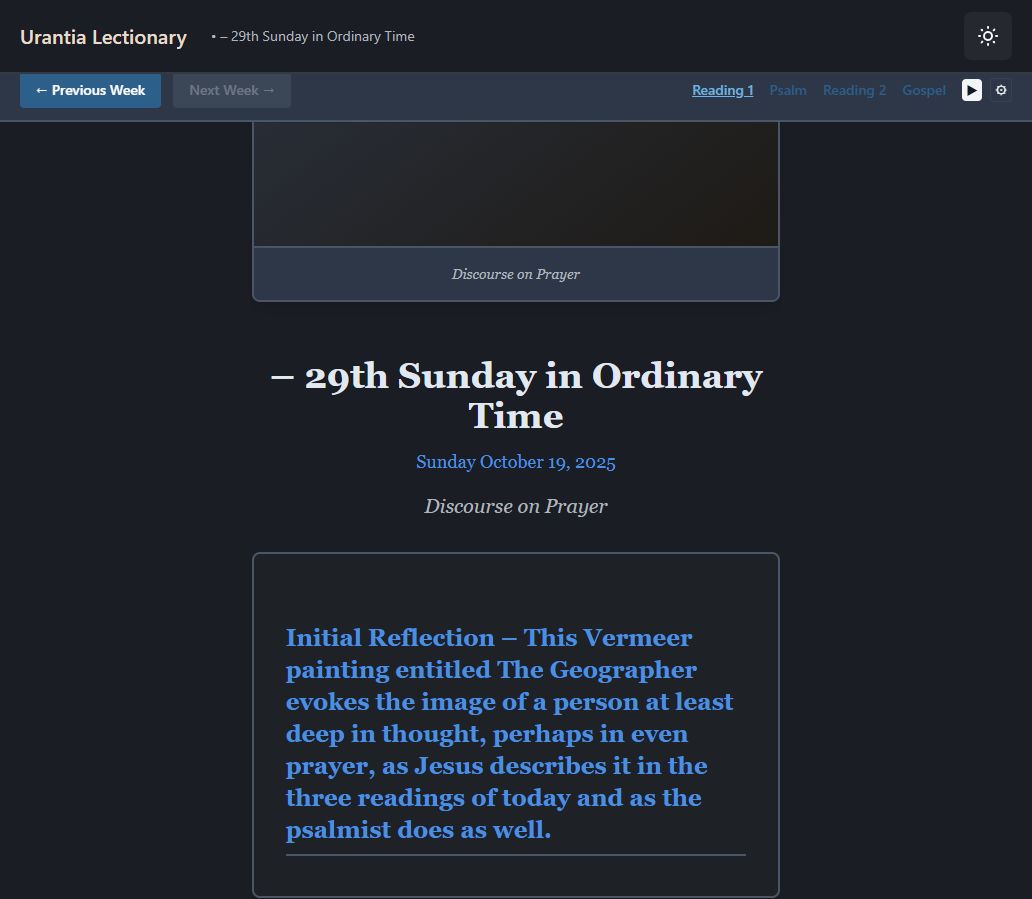 Urantia Lectionary
• – 29th Sunday in Ordinary Time
← Previous Week
Next Week →
Reading 1
Psalm
Reading 2
Gospel
Discourse on Prayer
– 29th Sunday in Ordinary
Time
Sunday October 19, 2025
Discourse on Prayer
Initial Reflection – This Vermeer
painting entitled The Geographer
evokes the image of a person at least
deep in thought, perhaps in even
prayer, as Jesus describes it in the
three readings of today and as the
psalmist does as well.